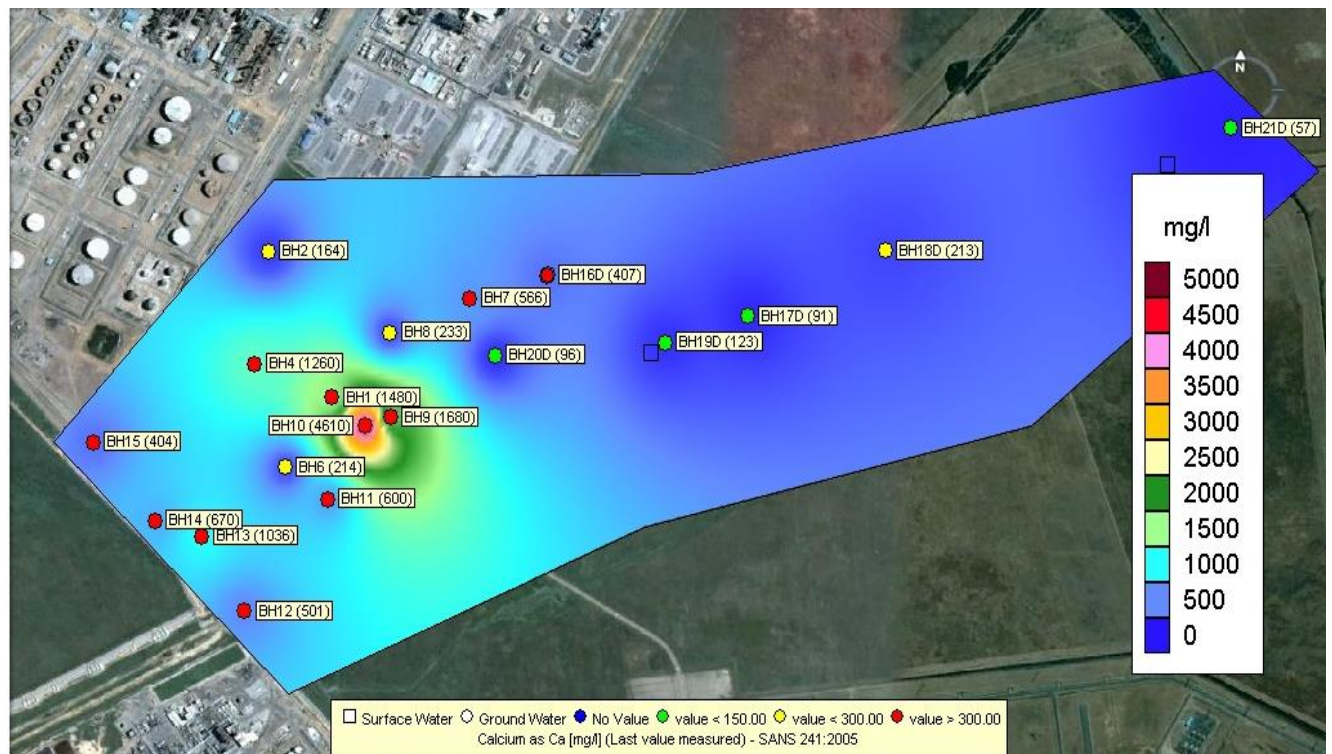 N
BH21D (57)
BH2 (164)
BH18D (213)
BH16D (407)
BH7 (566)
BH17D (91)
BH8 (233)
BH19D (123)
BH20D (96)
BH4 (1260)
BH1 (1480)
BH9 (1680)
BH10 (4610)
BH15 (404)
BH6 (214)
BH11 (600)
BH14 (670)
BH13 (1036)
BH12 (501)
mg/l
5000
4500
4000
3500
3000
2500
2000
1500
1000
500
0
Surface Water Ground Water No Value value < 150.00 value < 300.00 value > 300.00
Calcium as Ca [mg/l] (Last value measured) - SANS 241:2005